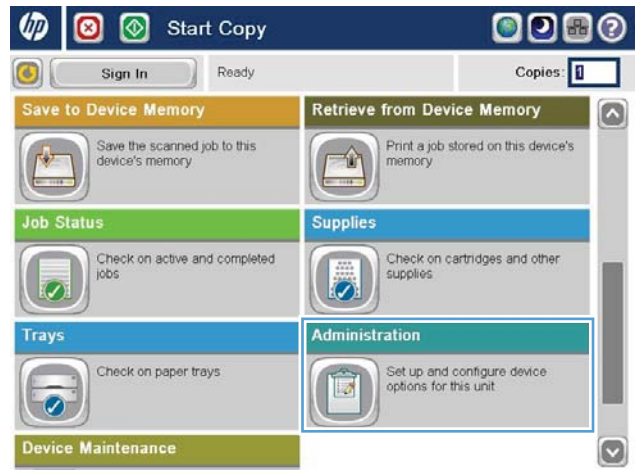 hp
Start Copy
?
Sign In
Ready
Copies: 1
Save to Device Memory
Save the scanned job to this
device's memory
Retrieve from Device Memory
Print a job stored on this device's
memory
Job Status
Check on active and completed
jobs
Supplies
Check on cartridges and other
supplies
Trays
Check on paper trays
Administration
Set up and configure device
options for this unit
Device Maintenance